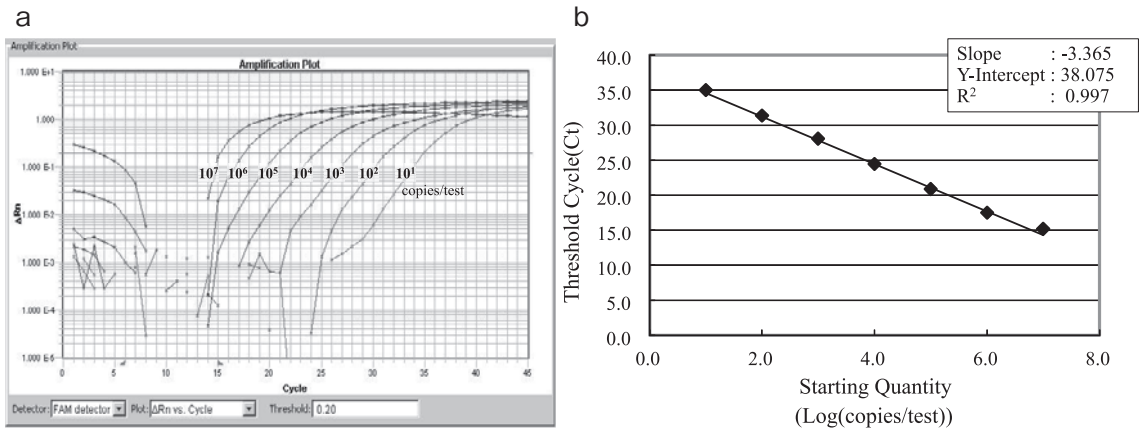 a
Amplification Plot
Amplification Plot
1.000 E+1
1.000
1.000 E-1
1.000 E-2
1.000 E-3
1.000 E-4
1.000 E-5
ΔRn
10⁷ 10⁶ 10⁵ 10⁴ 10³ 10² 10¹
copies/test
0 5 10 15 20 25 30 35 40 45
Cycle
Detector: FAM detector Plot: ΔRn vs. Cycle Threshold: 0.20
b
Slope : -3.365
Y-Intercept : 38.075
R² : 0.997
40.0
35.0
30.0
25.0
20.0
15.0
10.0
5.0
0.0
Threshold Cycle(Ct)
0.0 2.0 4.0 6.0 8.0
Starting Quantity
(Log(copies/test))